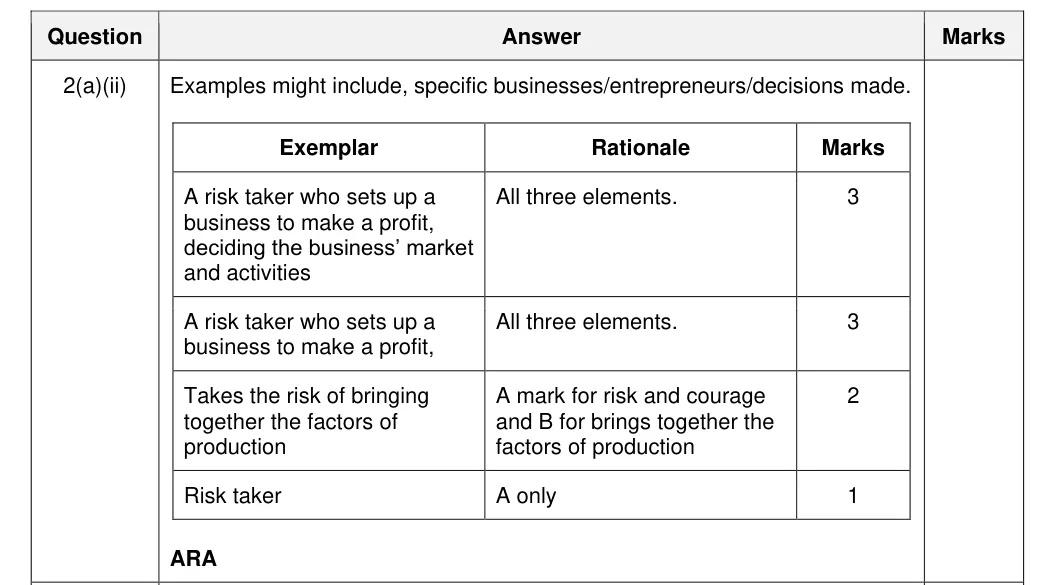 Question Answer Marks
2(a)(ii) Examples might include, specific businesses/entrepreneurs/decisions made.
Exemplar Rationale Marks
A risk taker who sets up a All three elements. 3
business to make a profit,
deciding the business’ market
and activities
A risk taker who sets up a All three elements. 3
business to make a profit,
Takes the risk of bringing A mark for risk and courage 2
together the factors of and B for brings together the
production factors of production
Risk taker A only 1
ARA